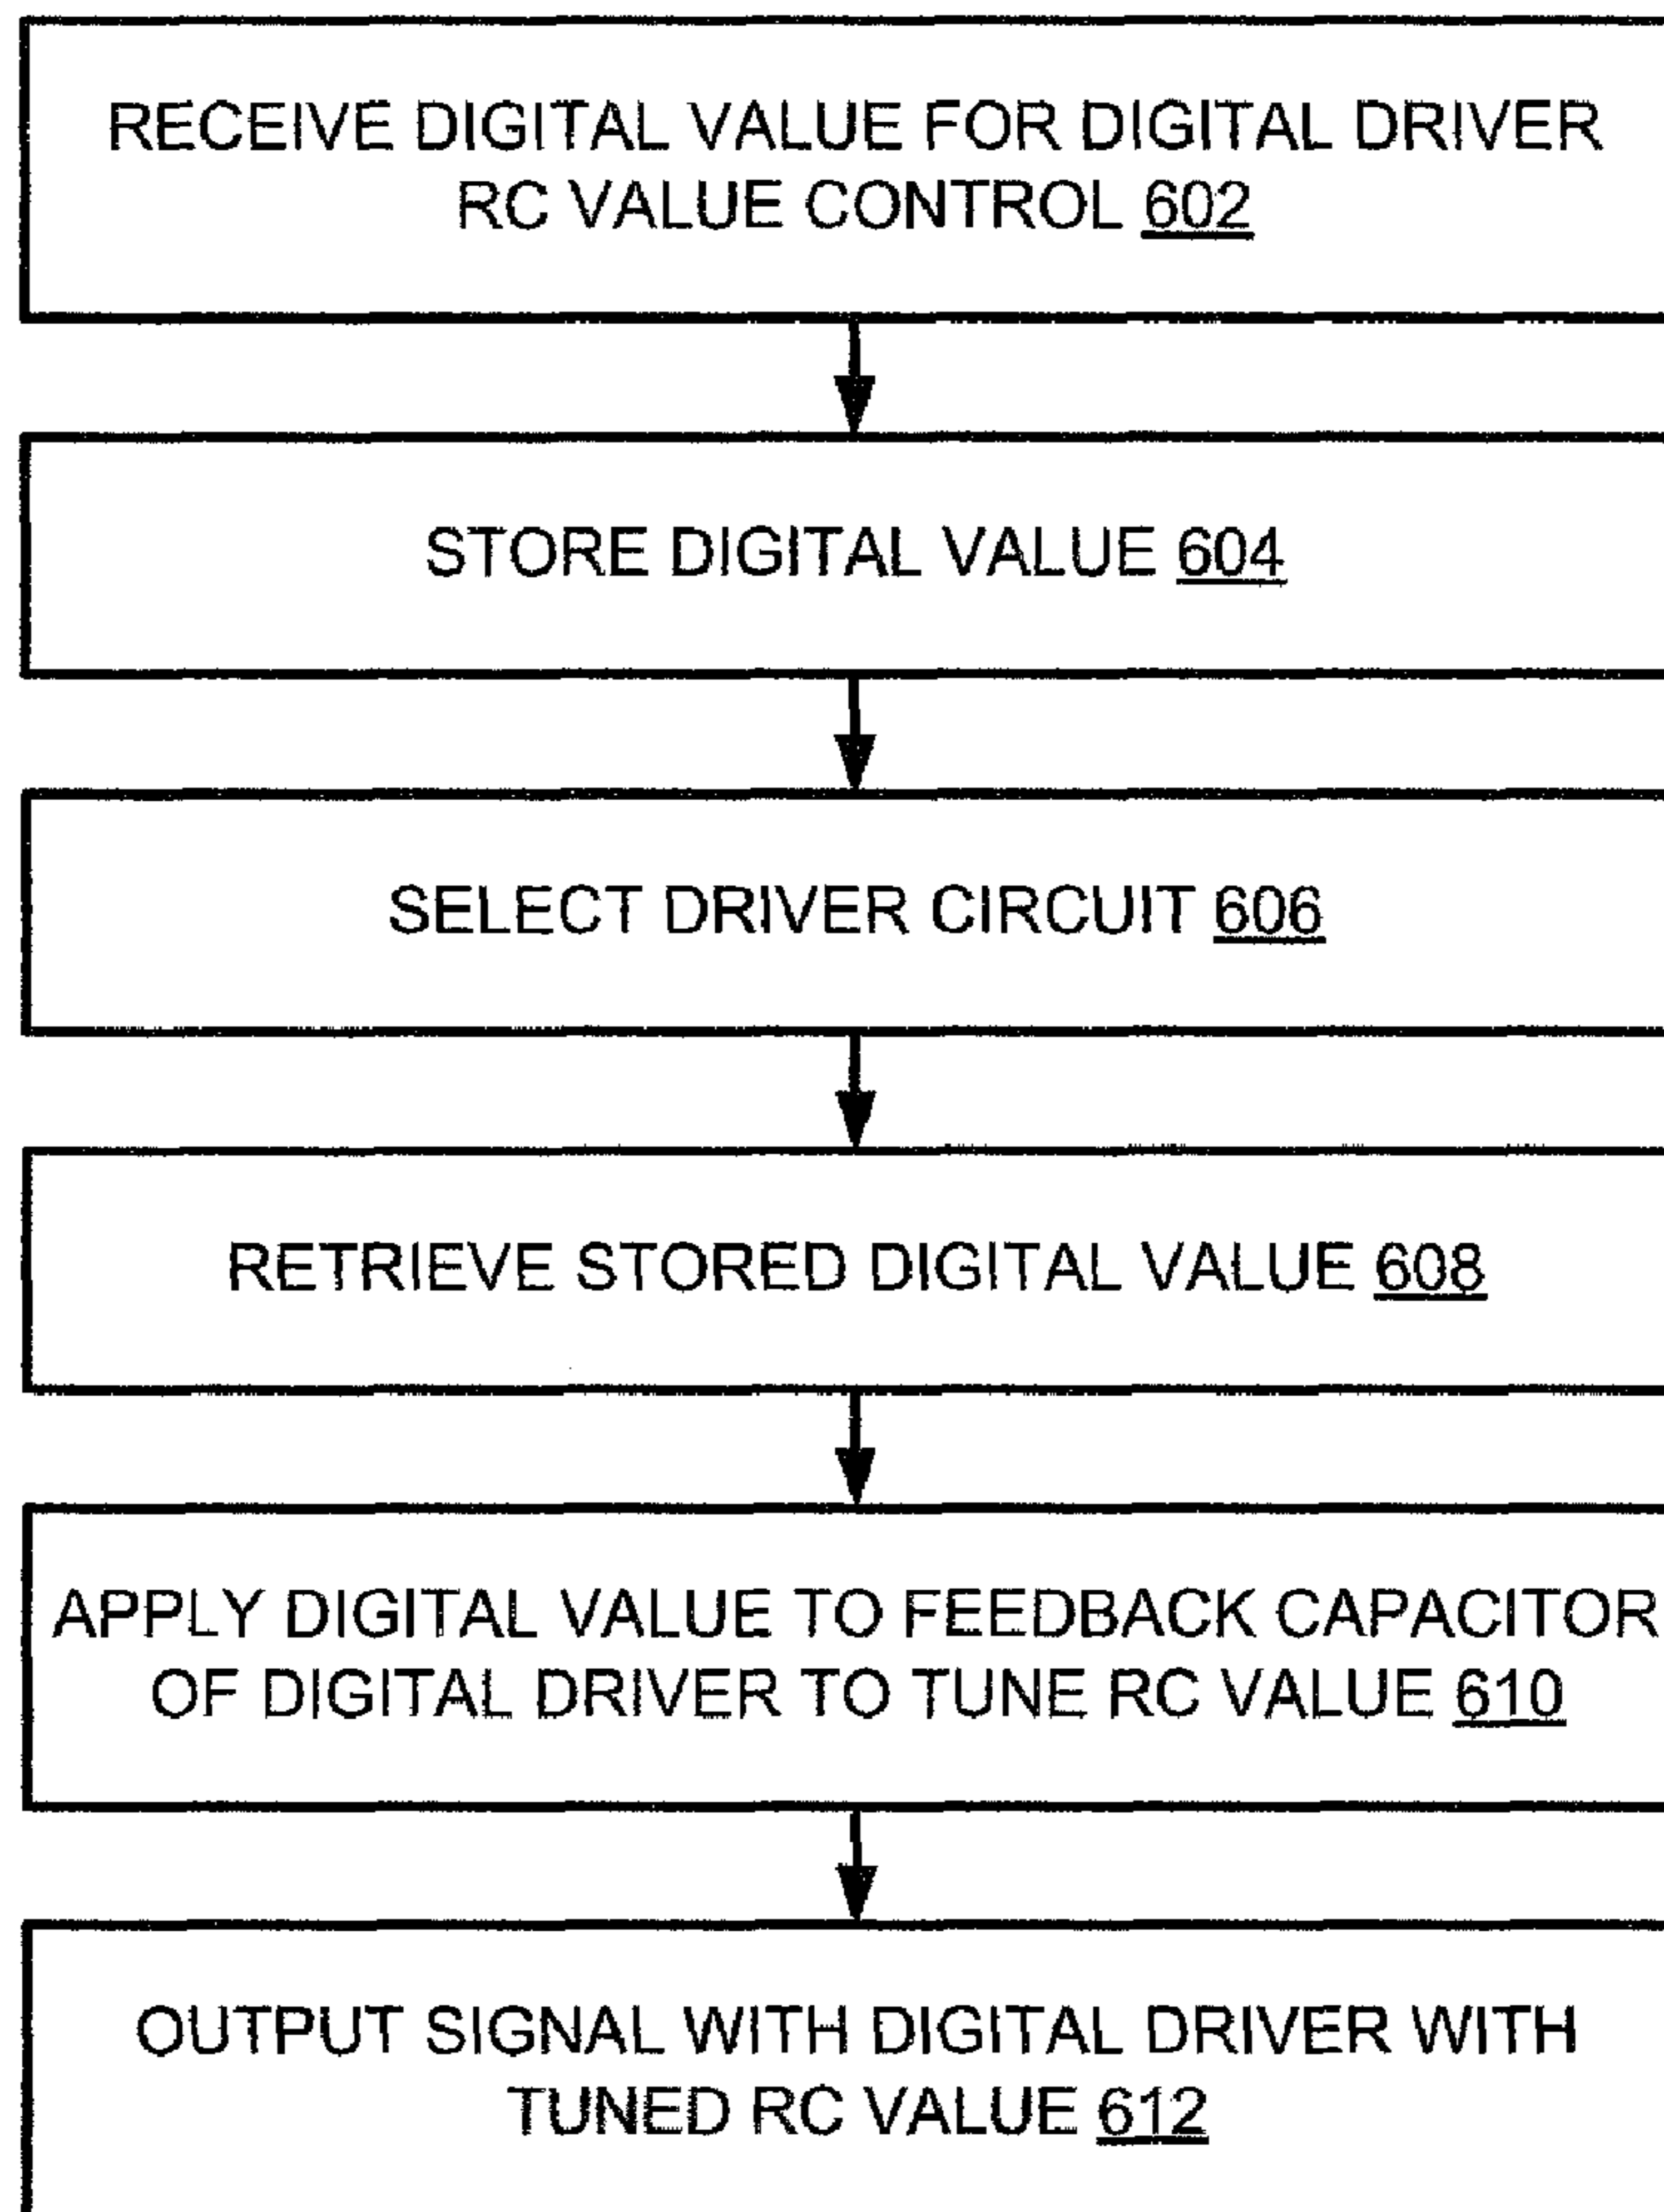 RECEIVE DIGITAL VALUE FOR DIGITAL DRIVER
RC VALUE CONTROL 602
STORE DIGITAL VALUE 604
SELECT DRIVER CIRCUIT 606
RETRIEVE STORED DIGITAL VALUE 608
APPLY DIGITAL VALUE TO FEEDBACK CAPACITOR
OF DIGITAL DRIVER TO TUNE RC VALUE 610
OUTPUT SIGNAL WITH DIGITAL DRIVER WITH
TUNED RC VALUE 612